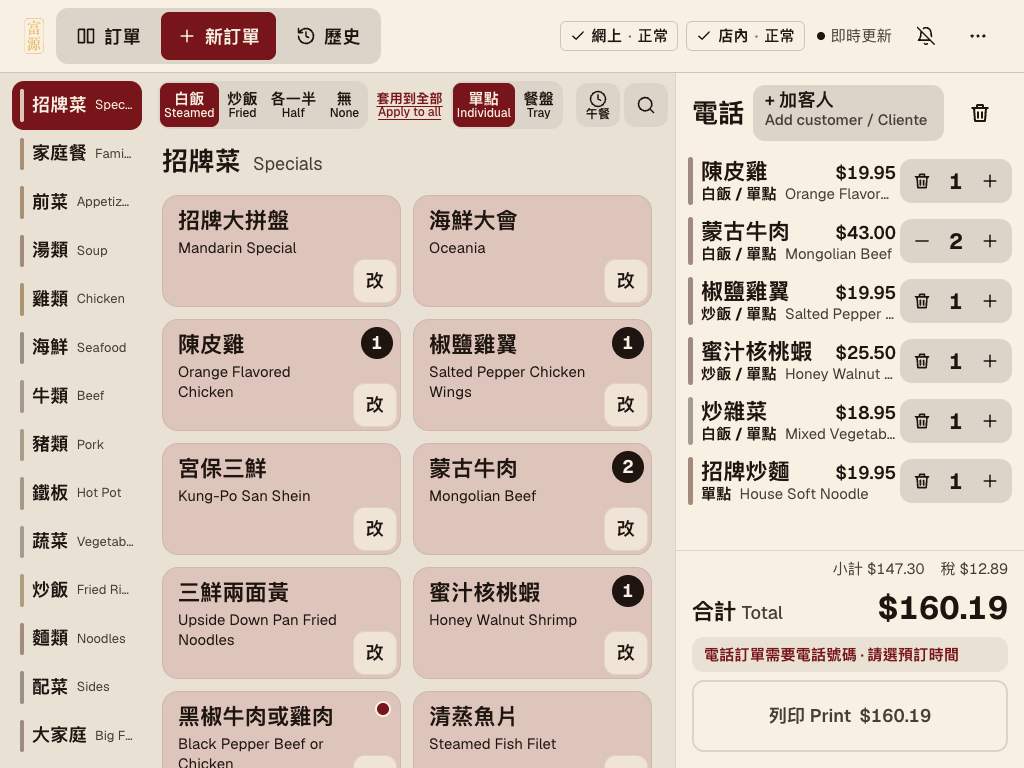 富源
訂單
新訂單
歷史
網上 · 正常
店內 · 正常
即時更新
招牌菜 Spec...
家庭餐 Fami...
前菜 Appetiz...
湯類 Soup
雞類 Chicken
海鮮 Seafood
牛類 Beef
豬類 Pork
鐵板 Hot Pot
蔬菜 Vegetab...
炒飯 Fried Ri...
麵類 Noodles
配菜 Sides
大家庭 Big F...
白飯
Steamed
炒飯
Fried
各一半
Half
無
None
套用到全部
Apply to all
單點
Individual
餐盤
Tray
午餐
招牌菜 Specials
招牌大拼盤
Mandarin Special
改
海鮮大會
Oceania
改
陳皮雞
1
Orange Flavored
Chicken
改
椒鹽雞翼
1
Salted Pepper Chicken
Wings
改
宮保三鮮
Kung-Po San Shein
改
蒙古牛肉
2
Mongolian Beef
改
三鮮兩面黃
Upside Down Pan Fried
Noodles
改
蜜汁核桃蝦
1
Honey Walnut Shrimp
改
黑椒牛肉或雞肉
Black Pepper Beef or
Chicken
清蒸魚片
Steamed Fish Filet
電話
+ 加客人
Add customer / Cliente
陳皮雞 $19.95
白飯 / 單點 Orange Flavor...
1
蒙古牛肉 $43.00
白飯 / 單點 Mongolian Beef
2
椒鹽雞翼 $19.95
炒飯 / 單點 Salted Pepper ...
1
蜜汁核桃蝦 $25.50
炒飯 / 單點 Honey Walnut ...
1
炒雜菜 $18.95
白飯 / 單點 Mixed Vegetab...
1
招牌炒麵 $19.95
單點 House Soft Noodle
1
小計 $147.30 稅 $12.89
合計 Total $160.19
電話訂單需要電話號碼 · 請選預訂時間
列印 Print $160.19